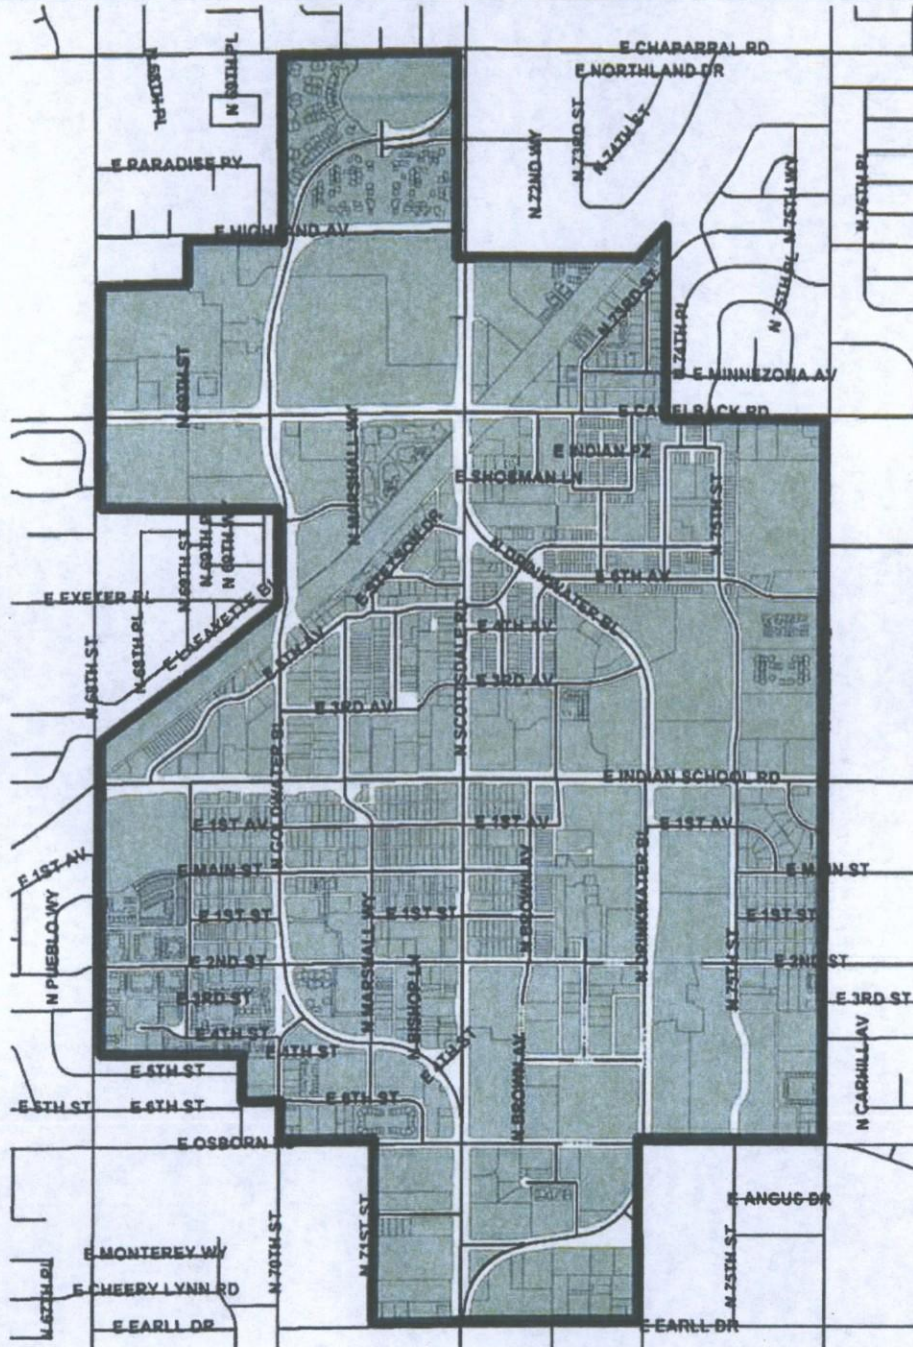 E CHAPARRAL RD
E NORTHLAND DR
N 69TH PL
N 72ND WY
N 73RD ST
N 74TH ST
E PARADISE
N 75TH WY
N 76TH PL
E HIGHLAND AV
N 75TH PL
N 73RD ST
N 74TH PL
E MINNEZONA AV
N 69TH ST
E CAMELBACK RD
N MARSHALL WY
E INDIAN PZ
E SHOEMAN LN
N 75TH ST
E STETSON DR
N DRINKWATER BL
E 6TH AV
E EXETER BL
E LAFAYETTE BL
N 68TH PL
N 68TH ST
E 5TH AV
E 4TH AV
N SCOTTSDALE RD
E 3RD AV
E 3RD AV
N GOLDWATER BL
E INDIAN SCHOOL RD
E 1ST AV
E 1ST AV
E 1ST AV
E 1ST AV
E MAIN ST
E MAIN ST
N PUEBLO WY
E 1ST ST
E 1ST ST
E 1ST ST
N BROWN AV
N DRINKWATER BL
N MARSHALL WY
N BISHOP LN
E 2ND ST
E 2ND ST
N 75TH ST
E 3RD ST
E 3RD ST
E 4TH ST
E 4TH ST
E 4TH ST
N BROWN AV
E 5TH ST
E 6TH ST
E 6TH ST
E OSBORN RD
E ANGUS DR
N 70TH ST
N 71ST ST
N 75TH ST
E MONTEREY WY
E CHEERY LYNN RD
N 67TH PL
E EARLL DR
E EARLL DR